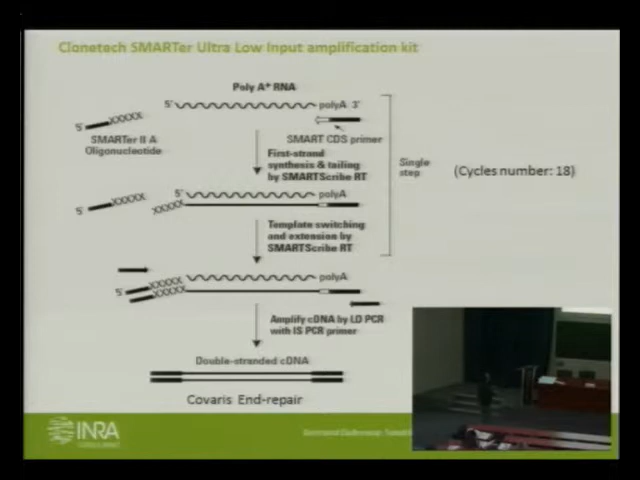 Clonetech SMARTer Ultra Low Input amplification kit
Poly A+ RNA
5' polyA 3'
5' XXXXX
SMARTer II A
Oligonucleotide
SMART CDS primer
First-strand
synthesis & tailing
by SMARTScribe RT
Single
step
(Cycles number: 18)
5' polyA
5' XXXXX XXXXX
Template switching
and extension by
SMARTScribe RT
polyA
5' XXXXX
XXXXX
Amplify cDNA by LD PCR
with IS PCR primer
Double-stranded cDNA
Covaris End-repair
INRA